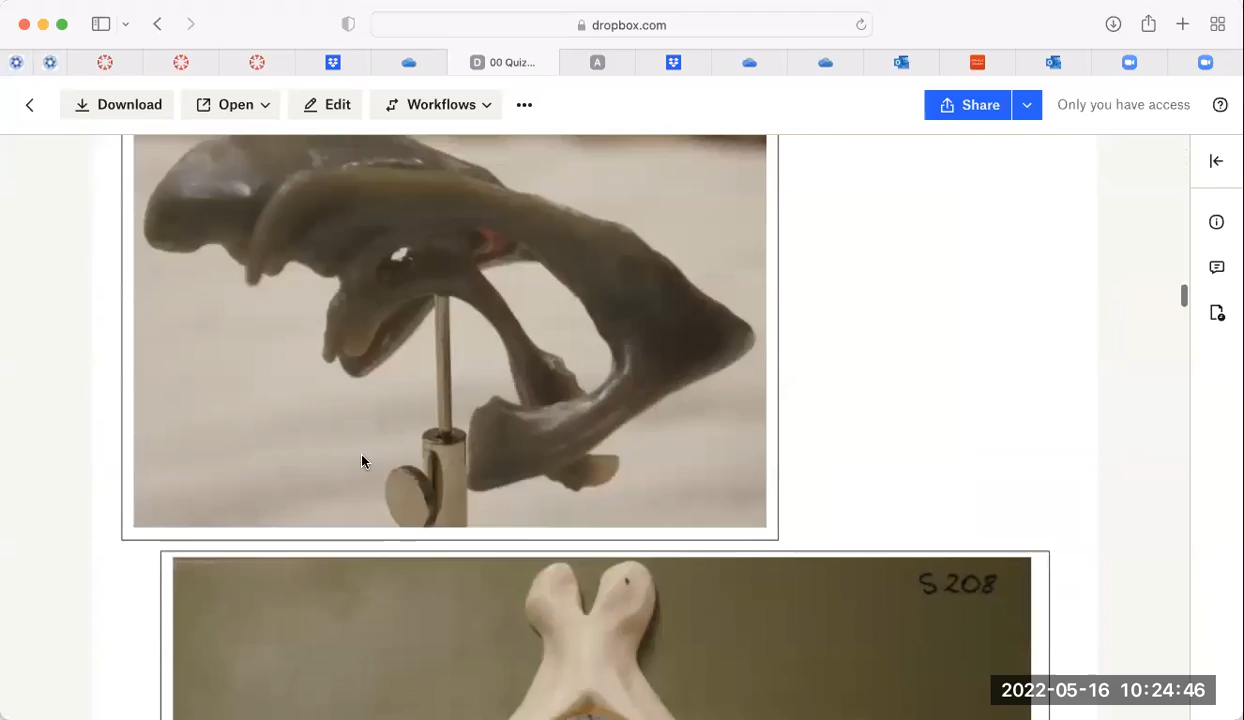 dropbox.com
D 00 Quiz...
A
Download
Open
Edit
Workflows
Share
Only you have access
S 208
2022-05-16 10:24:46